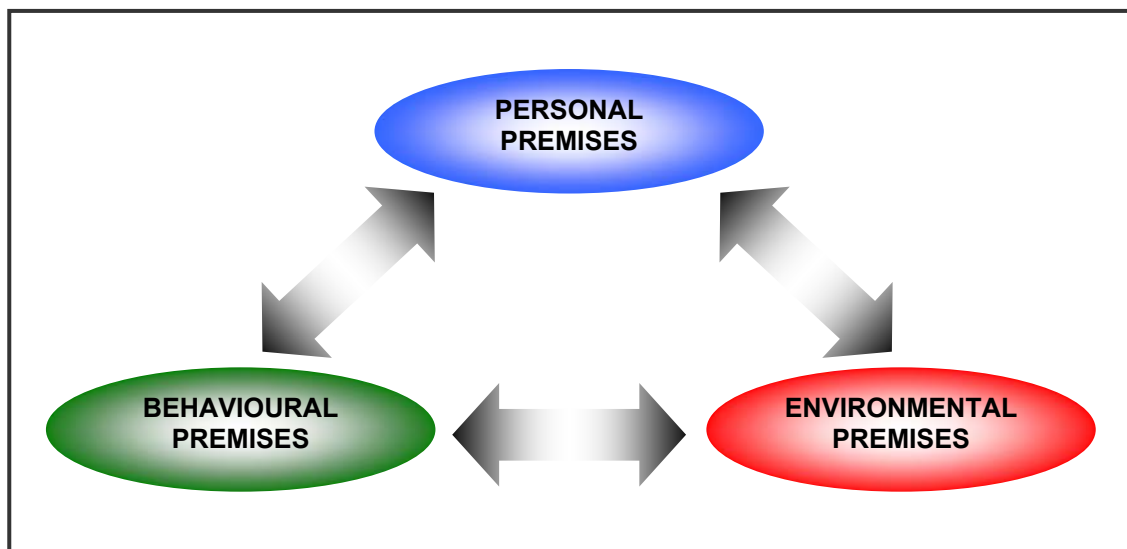 PERSONAL
PREMISES
BEHAVIOURAL
PREMISES
ENVIRONMENTAL
PREMISES